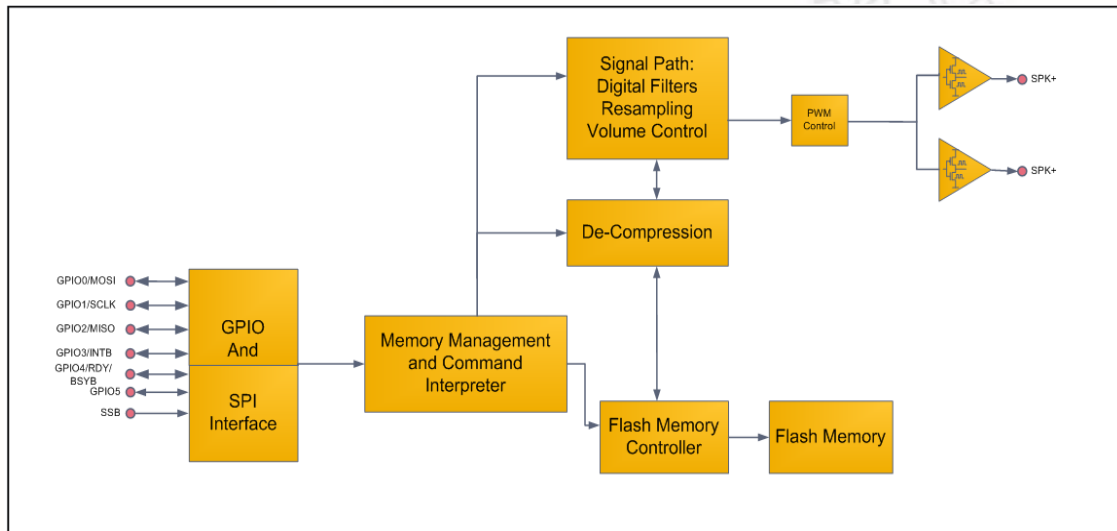 Signal Path:
Digital Filters
Resampling
Volume Control
PWM
Control
SPK+
SPK+
De-Compression
GPIO0/MOSI
GPIO1/SCLK
GPIO2/MISO
GPIO3/INTB
GPIO4/RDY/
BSYB
GPIO5
SSB
GPIO
And
SPI
Interface
Memory Management
and Command
Interpreter
Flash Memory
Controller
Flash Memory